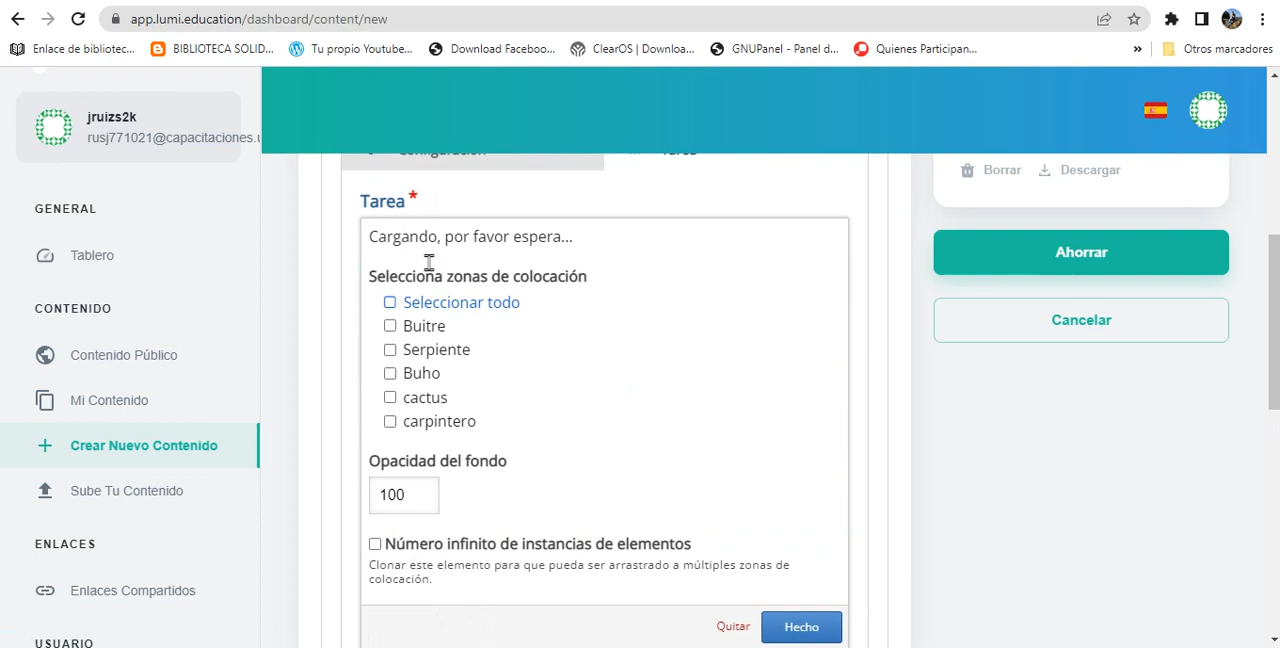 app.lumi.education/dashboard/content/new
Enlace de bibliotec...
BIBLIOTECA SOLID...
Tu propio Youtube...
Download Faceboo...
ClearOS | Downloa...
GNUPanel - Panel d...
Quienes Participan...
»
Otros marcadores
jruizs2k
rusj771021@capacitaciones.u
GENERAL
Tablero
CONTENIDO
Contenido Público
Mi Contenido
Crear Nuevo Contenido
Sube Tu Contenido
ENLACES
Enlaces Compartidos
USUARIO
Configuración
Tarea
Tarea *
Cargando, por favor espera...
Selecciona zonas de colocación
Seleccionar todo
Buitre
Serpiente
Buho
cactus
carpintero
Opacidad del fondo
100
Número infinito de instancias de elementos
Clonar este elemento para que pueda ser arrastrado a múltiples zonas de
colocación.
Quitar
Hecho
Borrar
Descargar
Ahorrar
Cancelar